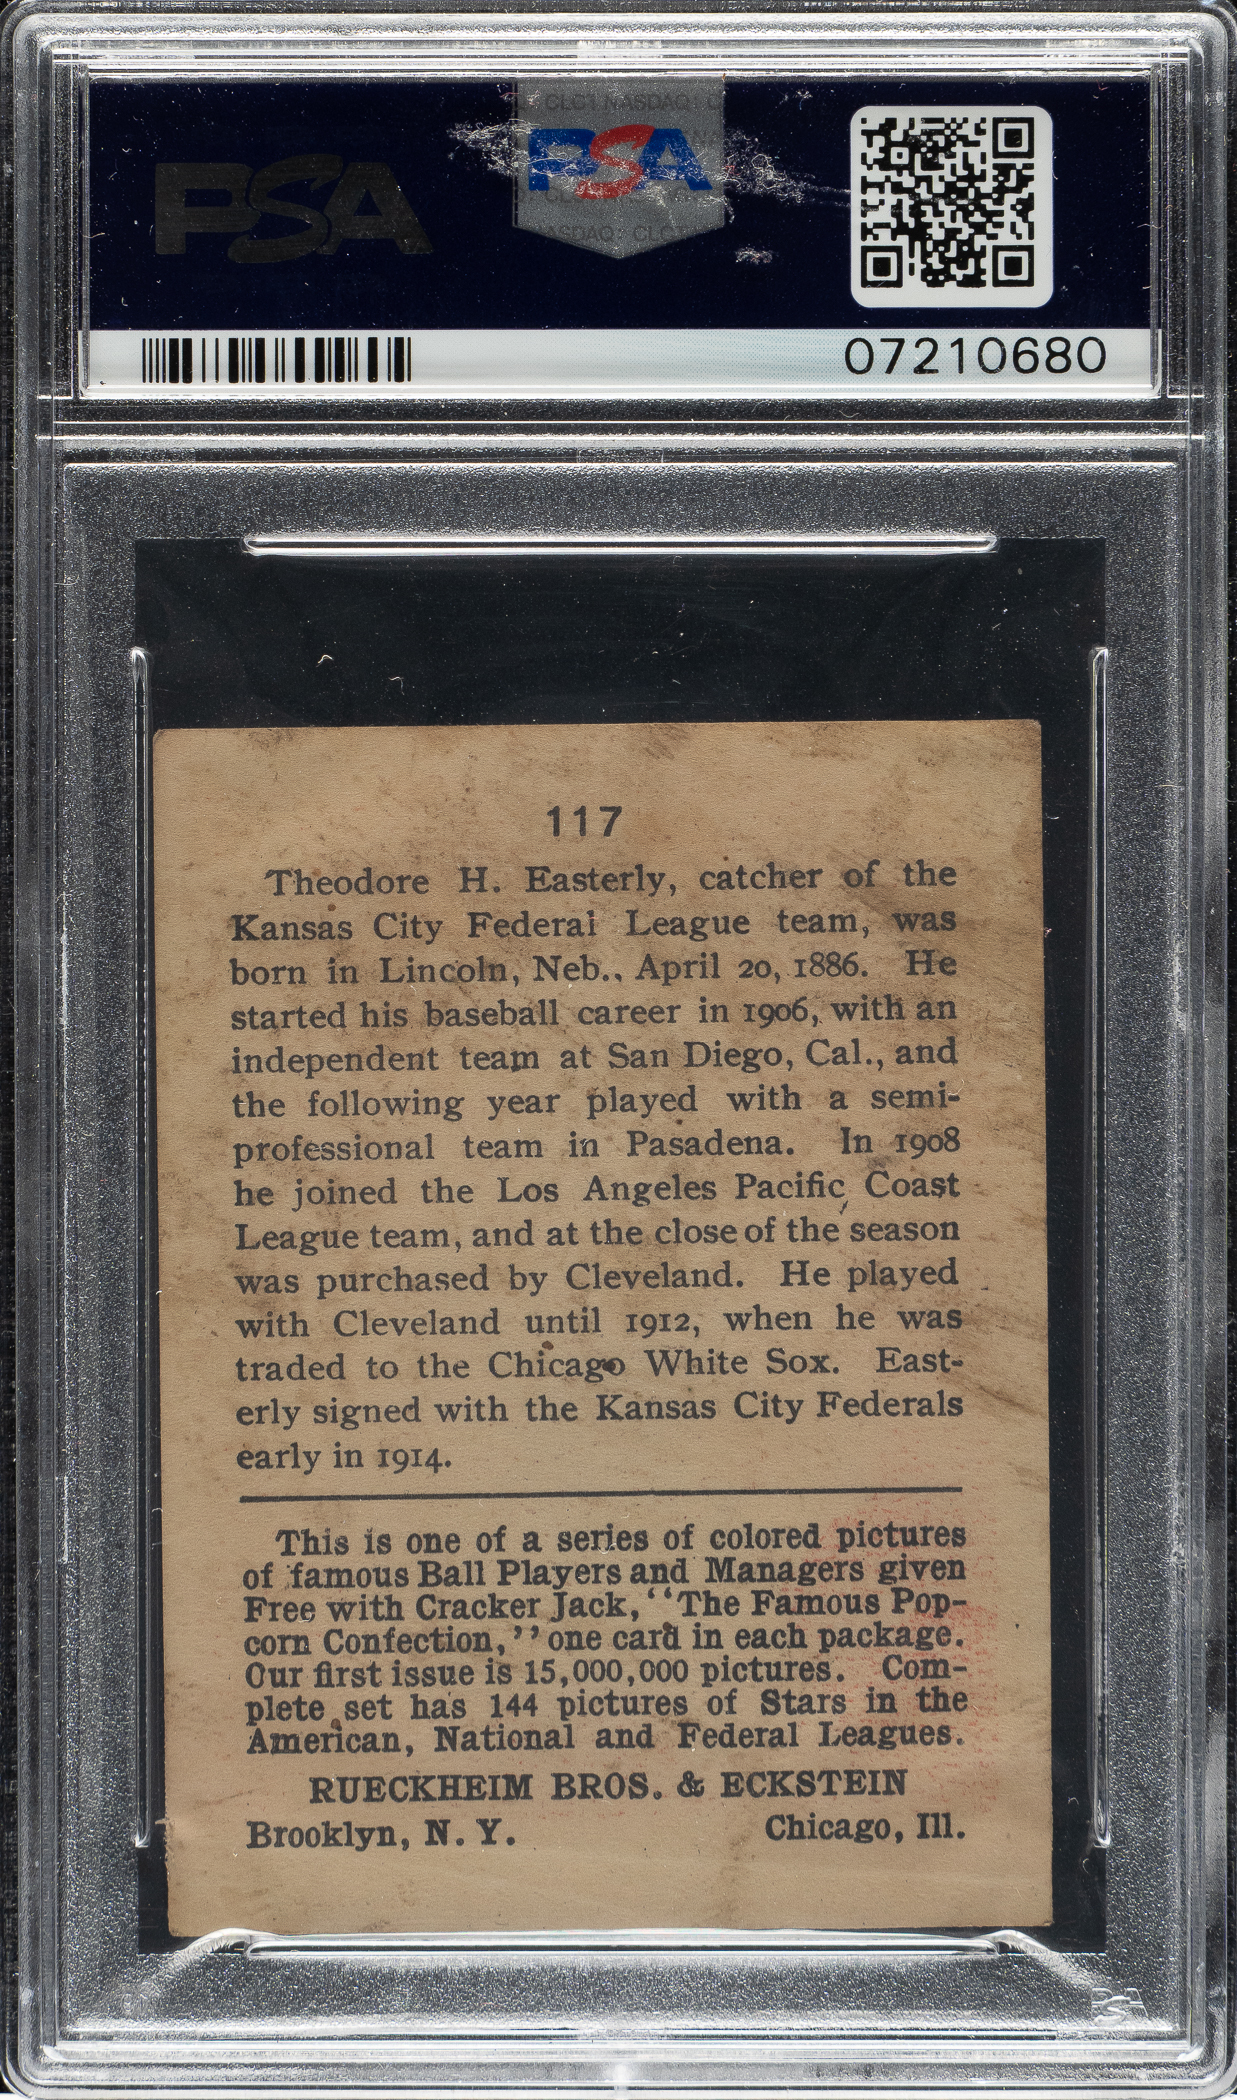 CLCT NASDAQ
PSA
PSA
NASDAQ CLCT
07210680
117
Theodore H. Easterly, catcher of the
Kansas City Federal League team, was
born in Lincoln, Neb., April 20, 1886. He
started his baseball career in 1906, with an
independent team at San Diego, Cal., and
the following year played with a semi-
professional team in Pasadena. In 1908
he joined the Los Angeles Pacific Coast
League team, and at the close of the season
was purchased by Cleveland. He played
with Cleveland until 1912, when he was
traded to the Chicago White Sox. East-
erly signed with the Kansas City Federals
early in 1914.
This is one of a series of colored pictures
of famous Ball Players and Managers given
Free with Cracker Jack, "The Famous Pop-
corn Confection," one card in each package.
Our first issue is 15,000,000 pictures. Com-
plete set has 144 pictures of Stars in the
American, National and Federal Leagues.
RUECKHEIM BROS. & ECKSTEIN
Brooklyn, N. Y. Chicago, Ill.